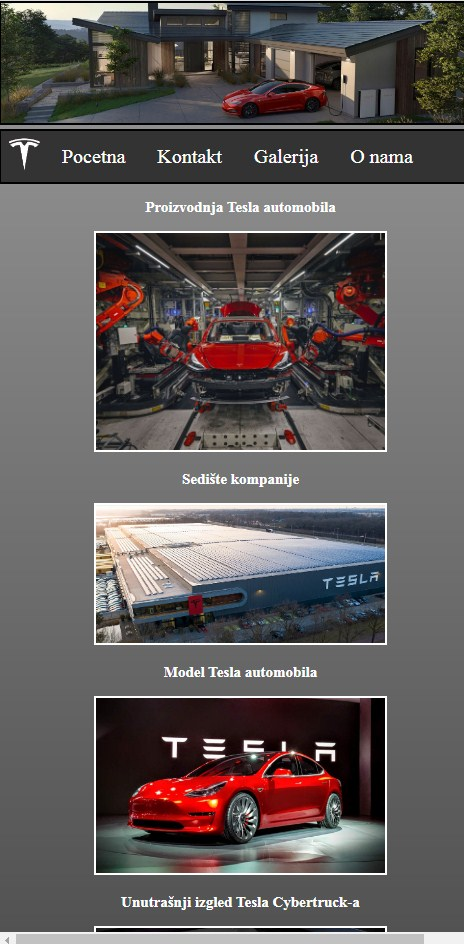 Pocetna Kontakt Galerija O nama
Proizvodnja Tesla automobila
Sedište kompanije
TESLA
Model Tesla automobila
TESLA
Unutrašnji izgled Tesla Cybertruck-a